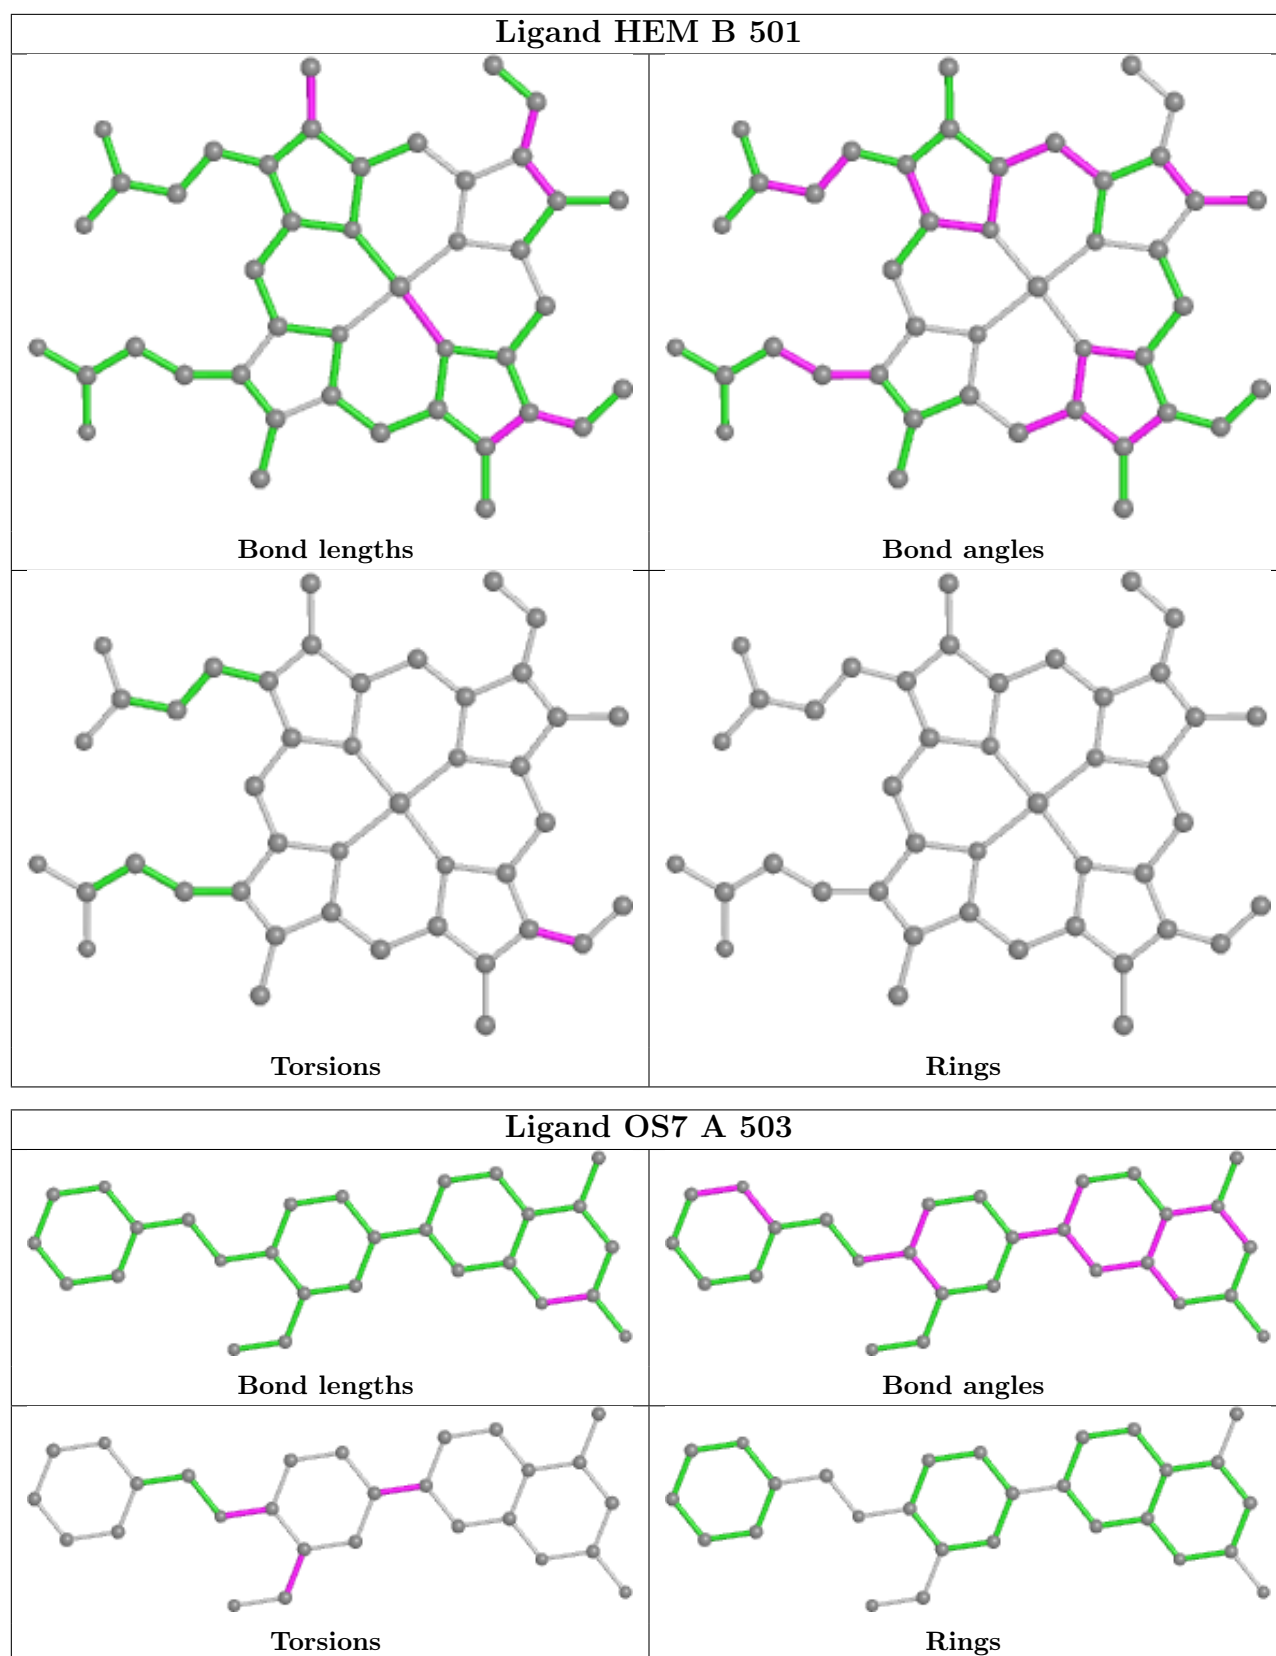 Ligand HEM B 501
Bond lengths
Bond angles
Torsions
Rings
Ligand OS7 A 503
Bond lengths
Bond angles
Torsions
Rings